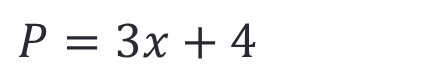 P = 3x + 4